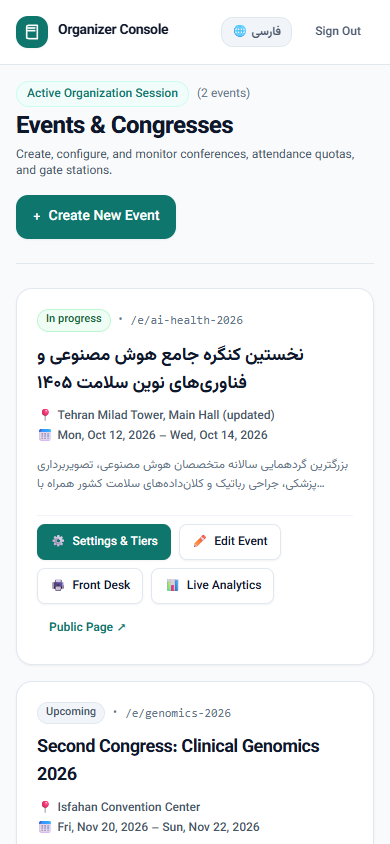 Organizer Console
فارسی
Sign Out
Active Organization Session
(2 events)
Events & Congresses
Create, configure, and monitor conferences, attendance quotas,
and gate stations.
+ Create New Event
In progress • /e/ai-health-2026
نخستین کنگره جامع هوش مصنوعی و
فناوری‌های نوین سلامت ۱۴۰۵
Tehran Milad Tower, Main Hall (updated)
Mon, Oct 12, 2026 – Wed, Oct 14, 2026
بزرگترین گردهمایی سالانه متخصصان هوش مصنوعی، تصویربرداری
پزشکی، جراحی رباتیک و کلان‌داده‌های سلامت کشور همراه با…
Settings & Tiers
Edit Event
Front Desk
Live Analytics
Public Page ↗
Upcoming • /e/genomics-2026
Second Congress: Clinical Genomics
2026
Isfahan Convention Center
Fri, Nov 20, 2026 – Sun, Nov 22, 2026